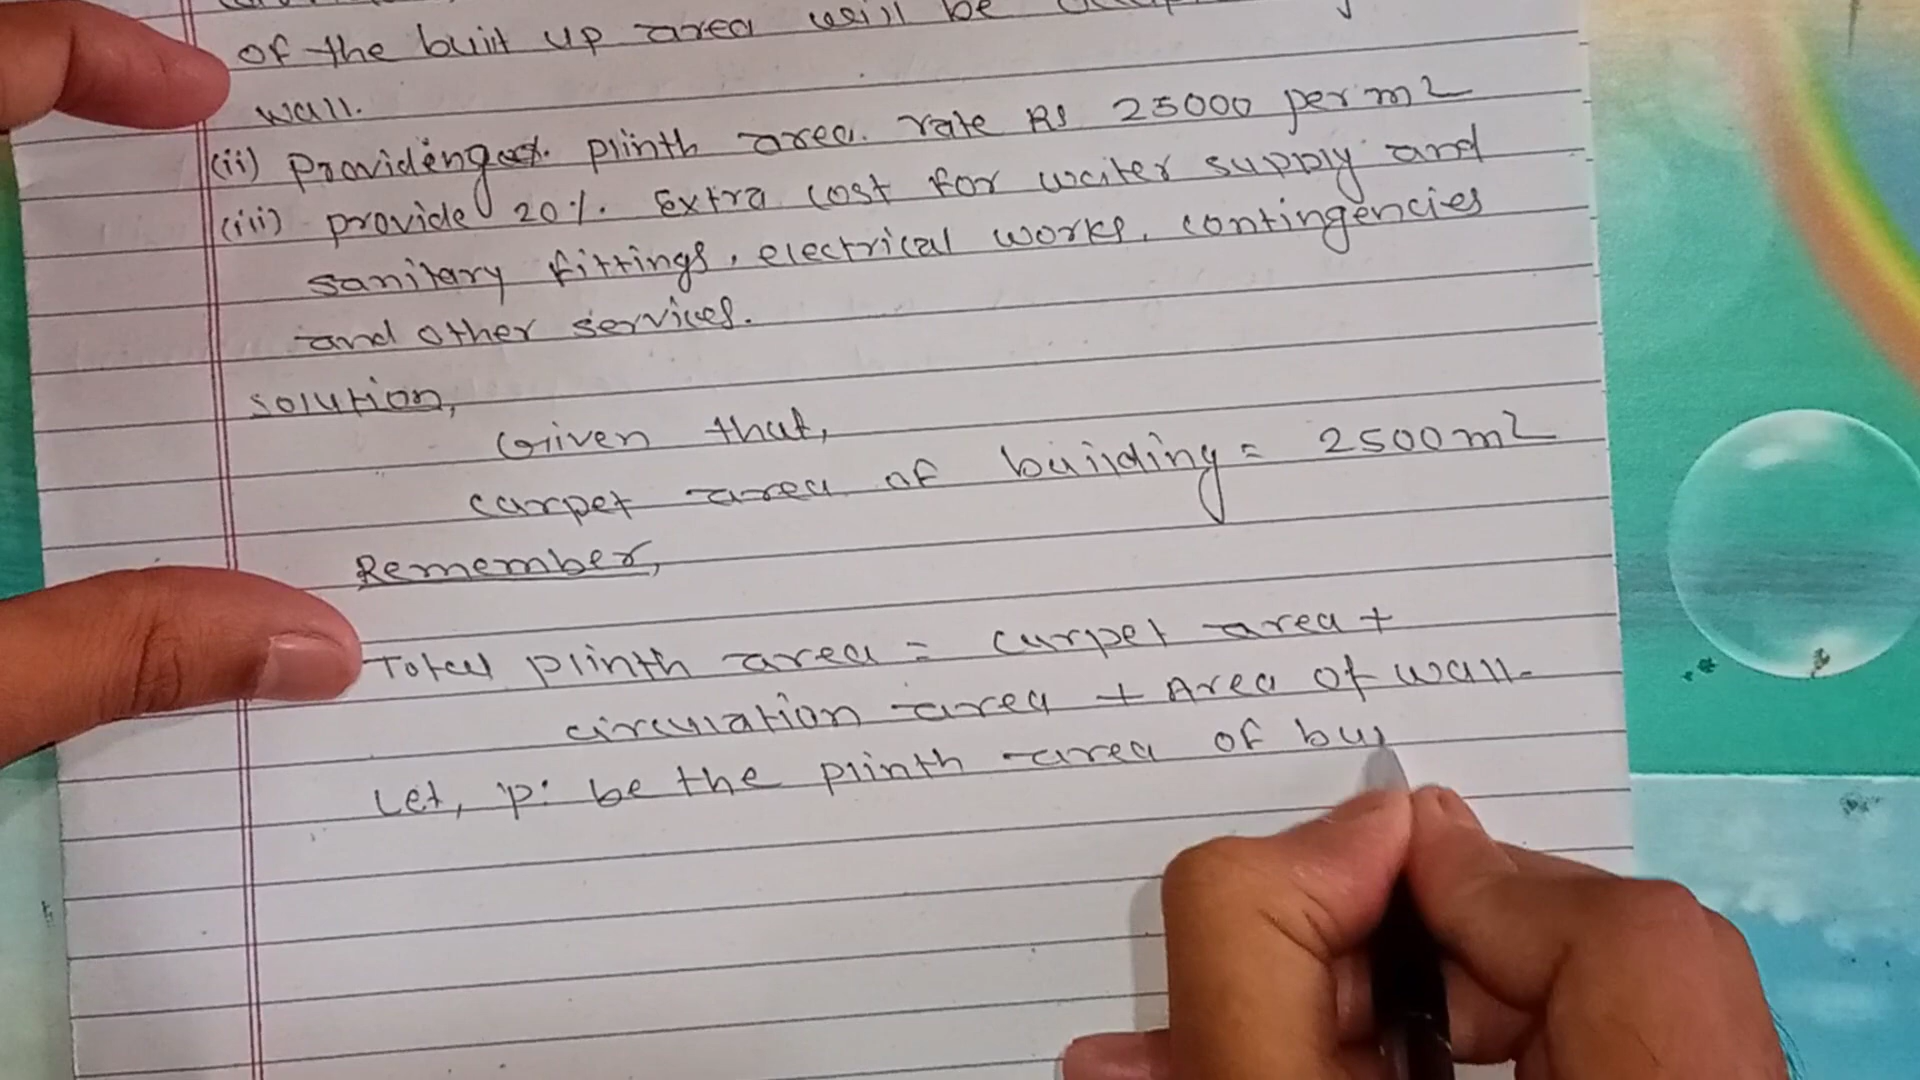 of the built up area will be
wall.
(ii) Providing plinth area rate RS 25000 per m2
(iii) provide 20%. Extra cost for water supply and
sanitary fittings, electrical works, contingencies
and other services.
Solution,
Given that,
carpet area of building = 2500m2
Remember,
Total plinth area = carpet area +
circulation area + Area of wall.
Let, 'p' be the plinth area of bui